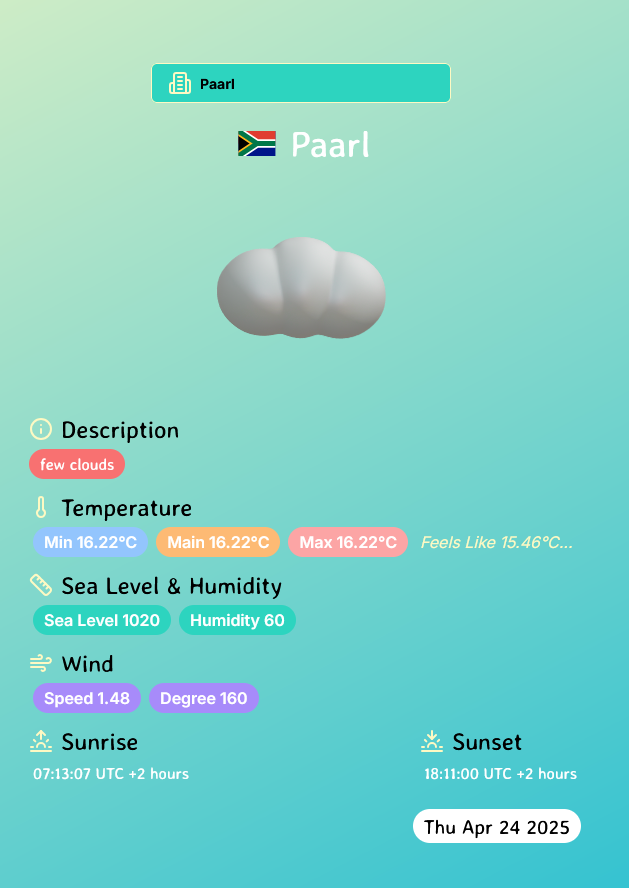 Paarl
Paarl
Description
few clouds
Temperature
Min 16.22°C Main 16.22°C Max 16.22°C Feels Like 15.46°C...
Sea Level & Humidity
Sea Level 1020 Humidity 60
Wind
Speed 1.48 Degree 160
Sunrise Sunset
07:13:07 UTC +2 hours 18:11:00 UTC +2 hours
Thu Apr 24 2025